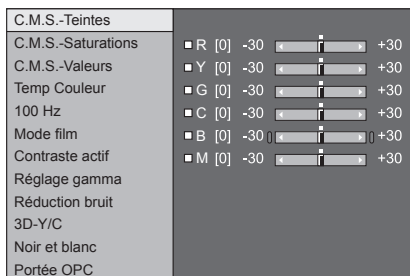 C.M.S.-Teintes
C.M.S.-Saturations
C.M.S.-Valeurs
Temp Couleur
100 Hz
Mode film
Contraste actif
Réglage gamma
Réduction bruit
3D-Y/C
Noir et blanc
Portée OPC
R [0] -30 +30
Y [0] -30 +30
G [0] -30 +30
C [0] -30 +30
B [0] -30 +30
M [0] -30 +30